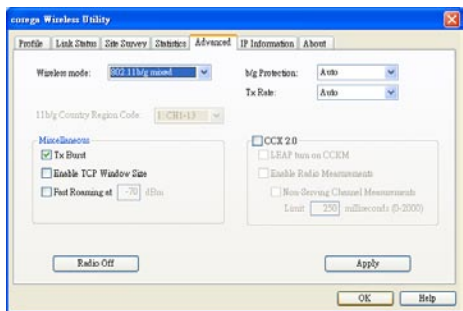 corega Wireless Utility
Profile Link Status Site Survey Statistics Advanced IP Information About
Wireless mode: 802.11b/g mixed b/g Protection: Auto
Tx Rate: Auto
11b/g Country Region Code: 1: CH1-13
Miscellaneous CCX 2.0
Tx Burst LEAP turn on CCKM
Enable TCP Window Size Enable Radio Measurements
Fast Roaming at -70 dBm Non-Serving Channel Measurements
Limit 250 milliseconds (0-2000)
Radio Off Apply
OK Help